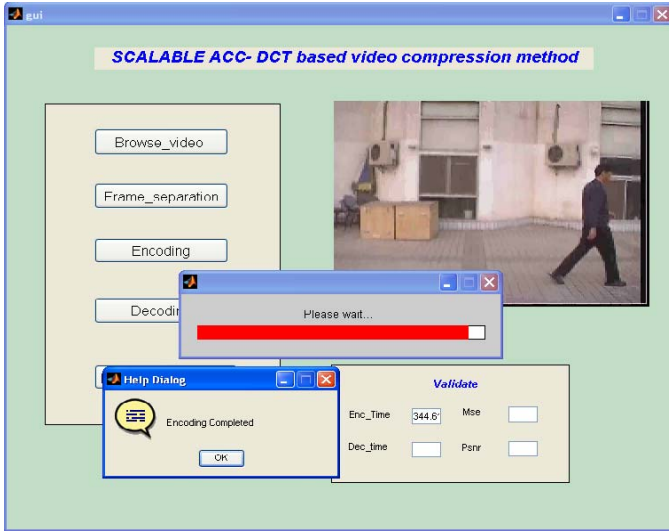 gui
SCALABLE ACC- DCT based video compression method
Browse_video
Frame_separation
Encoding
Please wait...
Help Dialog
Encoding Completed
OK
Validate
Enc_Time
Mse
Dec_time
Psnr